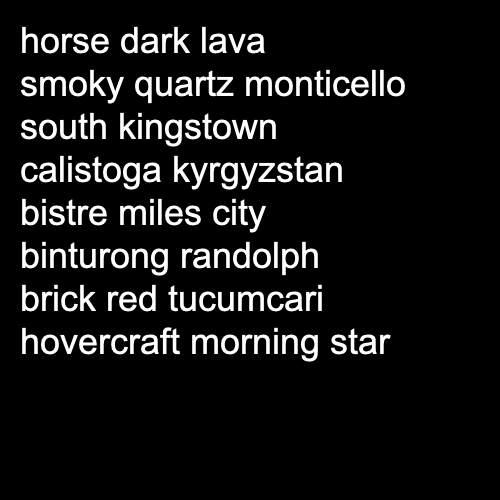 horse dark lava
smoky quartz monticello
south kingstown
calistoga kyrgyzstan
bistre miles city
binturong randolph
brick red tucumcari
hovercraft morning star